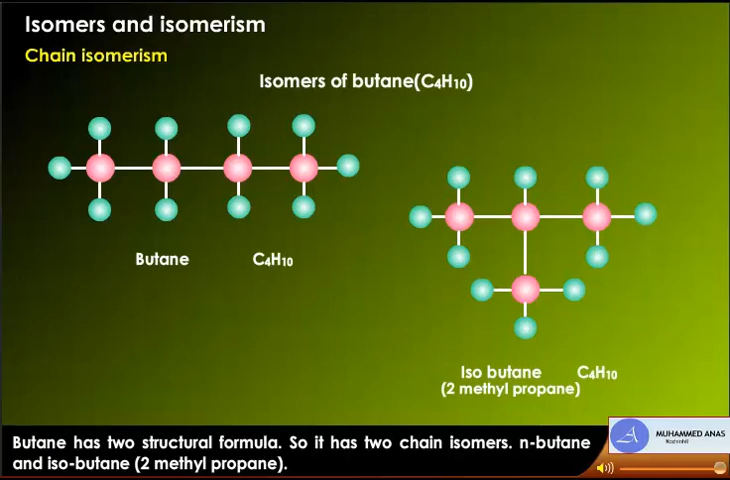 Isomers and isomerism
Chain isomerism
Isomers of butane(C₄H₁₀)
Butane C₄H₁₀
Iso butane C₄H₁₀
(2 methyl propane)
Butane has two structural formula. So it has two chain isomers. n-butane
and iso-butane (2 methyl propane).
MUHAMMED ANAS